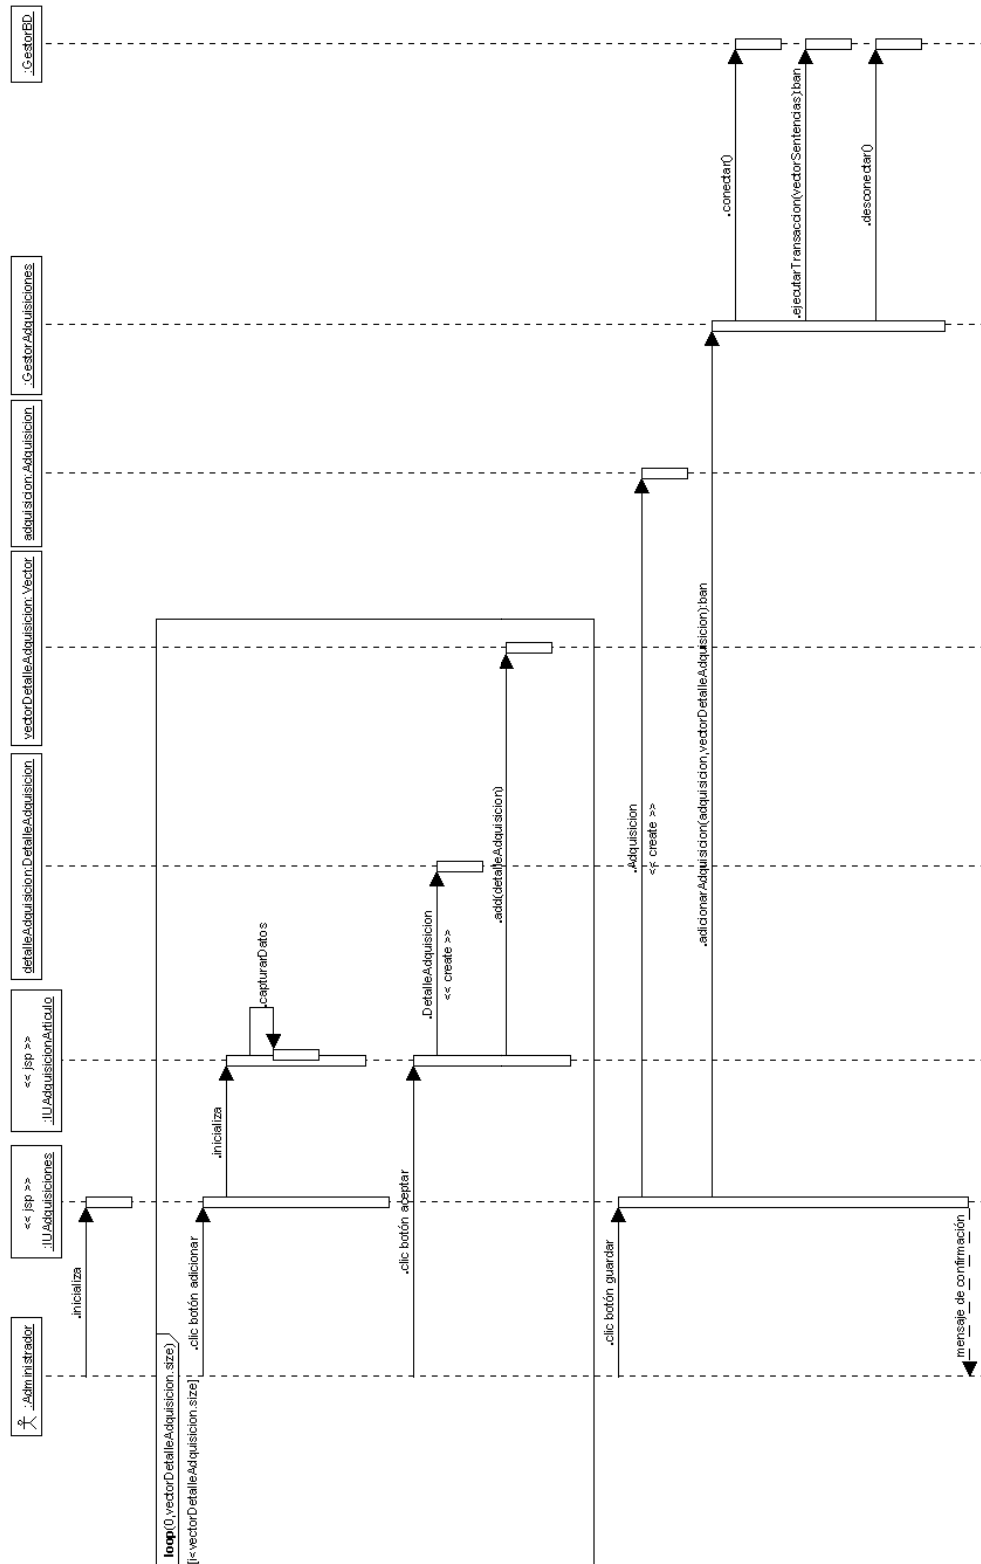 :Administrador
<< jsp >>
:IUAdquisiciones
<< jsp >>
:IUAdquisicionArticulo
detalleAdquisicion:DetalleAdquisicion
vectorDetalleAdquisicion:Vector
adquisicion:Adquisicion
:GestorAdquisiciones
:GestorBD
.inicializa
loop(0,vectorDetalleAdquisicion.size)
[i<vectorDetalleAdquisicion.size]
.clic botón adicionar
.inicializa
.capturarDatos
.clic botón aceptar
.DetalleAdquisicion
<< create >>
.add(detalleAdquisicion)
.clic botón guardar
.Adquisicion
<< create >>
.adicionarAdquisicion(adquisicion,vectorDetalleAdquisicion):ban
.conectar()
.ejecutarTransaccion(vectorSentencias):ban
.desconectar()
mensaje de confirmación